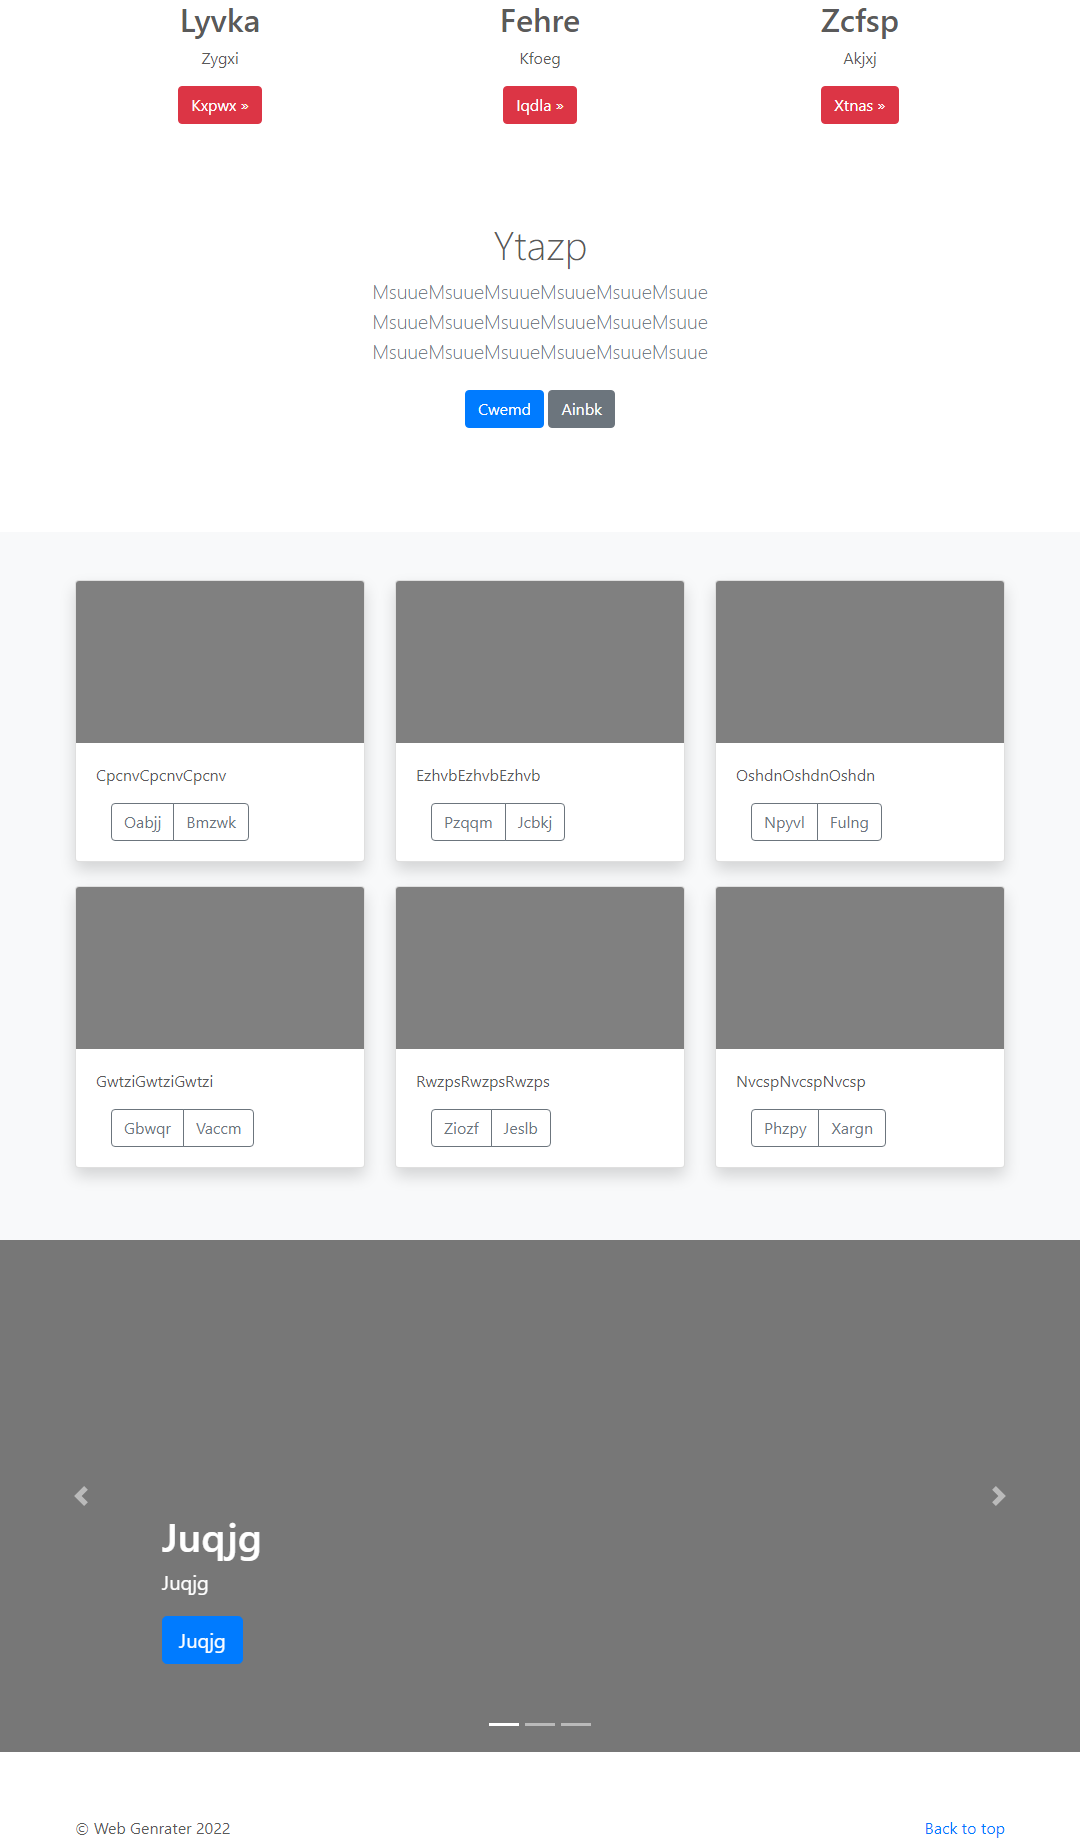 Lyvka
Zygxi
Kxpwx »
Fehre
Kfoeg
Iqdla »
Zcfsp
Akjxj
Xtnas »
Ytazp
MsuueMsuueMsuueMsuueMsuueMsuue
MsuueMsuueMsuueMsuueMsuueMsuue
MsuueMsuueMsuueMsuueMsuueMsuue
Cwemd Ainbk
CpcnvCpcnvCpcnv
Oabjj Bmzwk
EzhvbEzhvbEzhvb
Pzqqm Jcbkj
OshdnOshdnOshdn
Npyvl Fulng
GwtziGwtziGwtzi
Gbwqr Vaccm
RwzpsRwzpsRwzps
Ziozf Jeslb
NvcspNvcspNvcsp
Phzpy Xargn
Juqjg
Juqjg
Juqjg
© Web Genrater 2022
Back to top